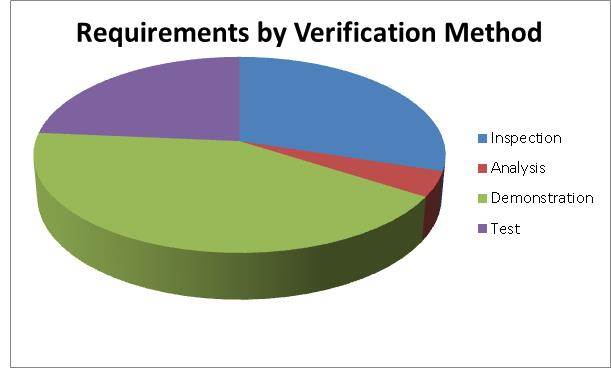 Requirements by Verification Method
Inspection
Analysis
Demonstration
Test